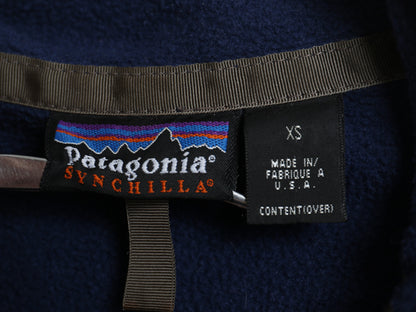 Patagonia®
SYNCHILLA®
XS
MADE IN/
FABRIQUE A
U.S.A.
CONTENT(OVER)